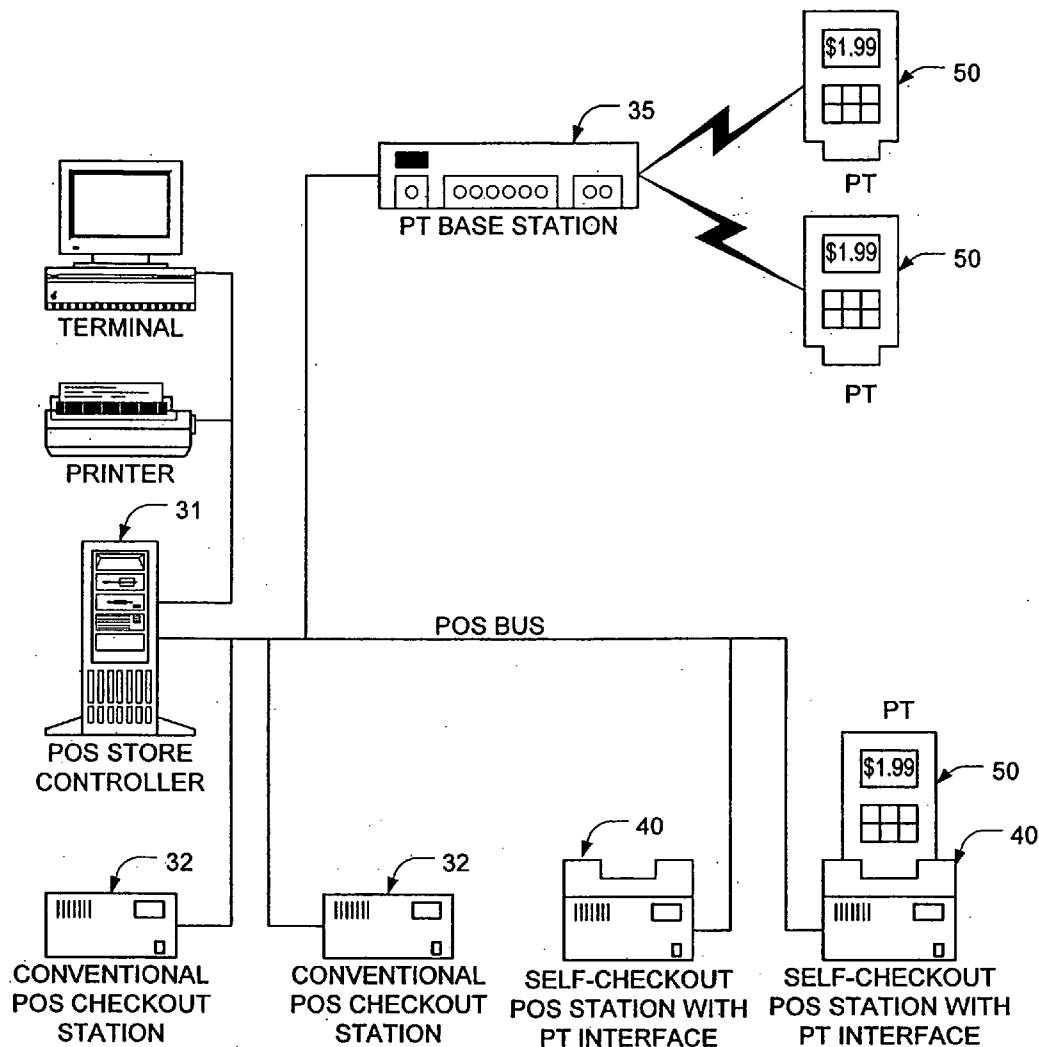 $1.99
50
35
PT
PT BASE STATION
$1.99
50
TERMINAL
PT
PRINTER
31
POS BUS
POS STORE
CONTROLLER
PT
$1.99
50
40
40
32
32
CONVENTIONAL
POS CHECKOUT
STATION
CONVENTIONAL
POS CHECKOUT
STATION
SELF-CHECKOUT
POS STATION WITH
PT INTERFACE
SELF-CHECKOUT
POS STATION WITH
PT INTERFACE